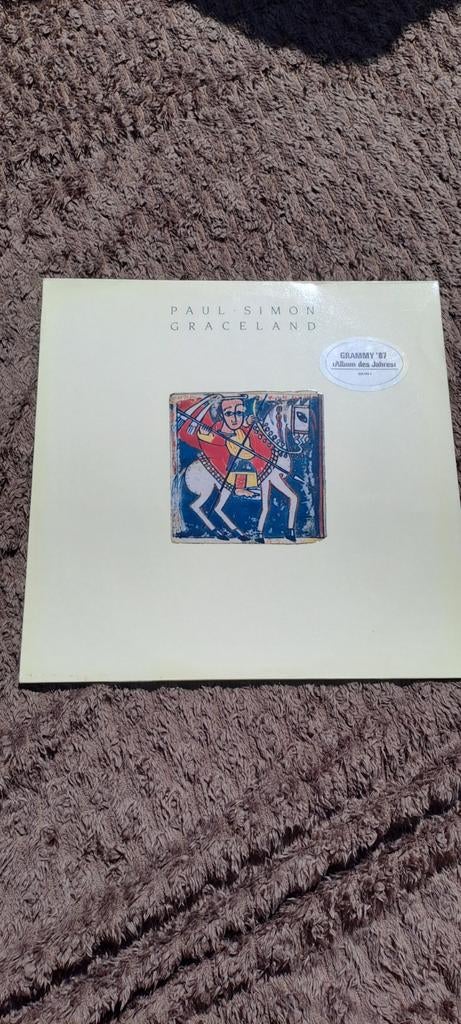 PAUL · SIMON
GRACELAND
GRAMMY '87
»Album des Jahres«